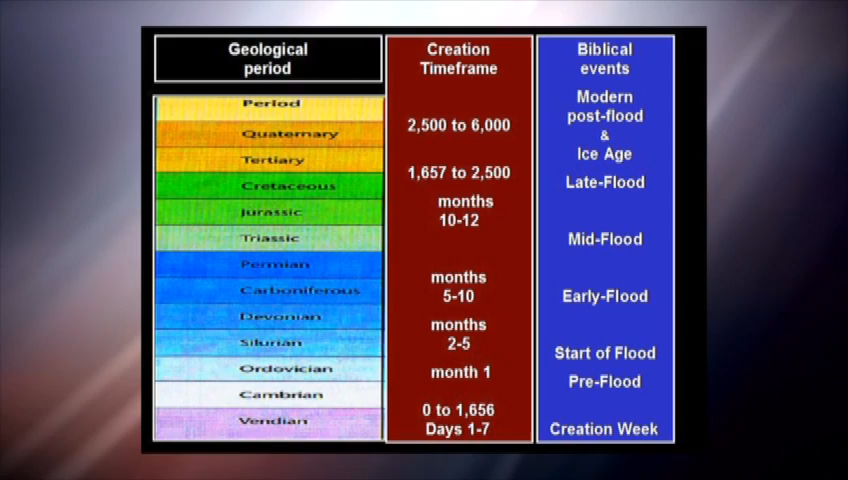 Geological
period
Period
Quaternary
Tertiary
Cretaceous
Jurassic
Triassic
Permian
Carboniferous
Devonian
Silurian
Ordovician
Cambrian
Vendian
Creation
Timeframe
2,500 to 6,000
1,657 to 2,500
months
10-12
months
5-10
months
2-5
month 1
0 to 1,656
Days 1-7
Biblical
events
Modern
post-flood
&
Ice Age
Late-Flood
Mid-Flood
Early-Flood
Start of Flood
Pre-Flood
Creation Week